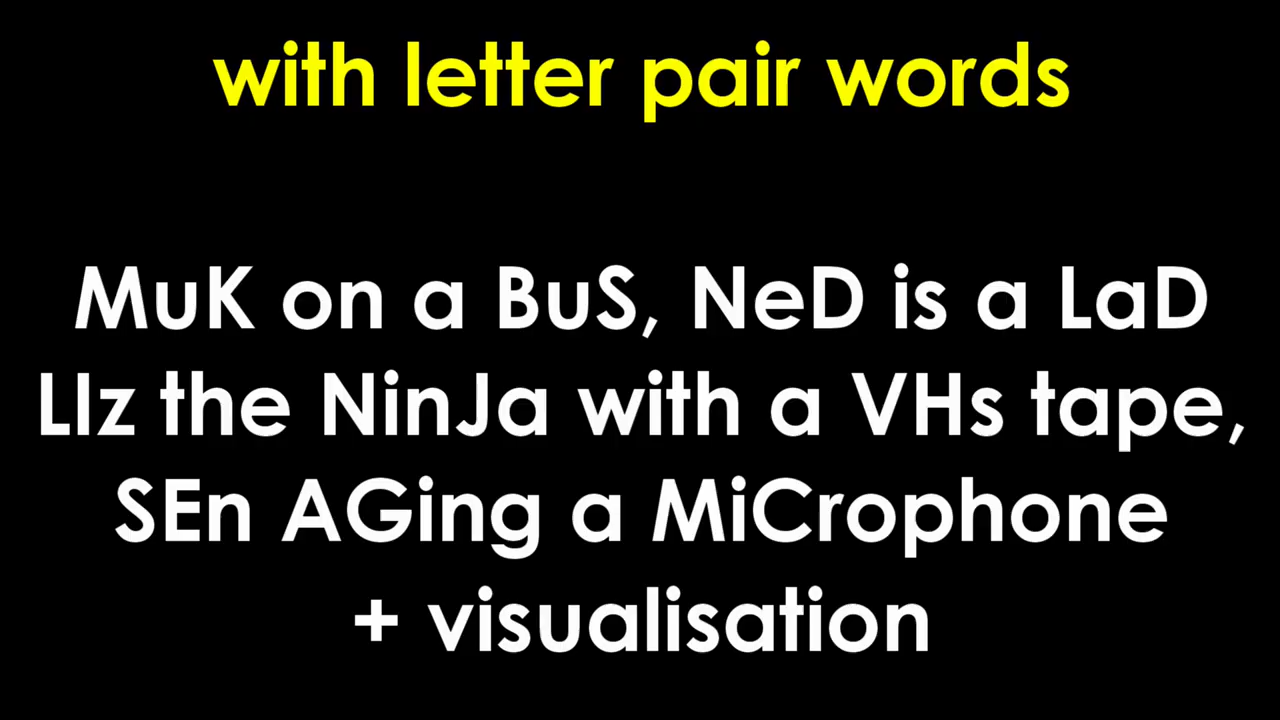 with letter pair words
MuK on a BuS, NeD is a LaD
LIz the NinJa with a VHs tape,
SEn AGing a MiCrophone
+ visualisation